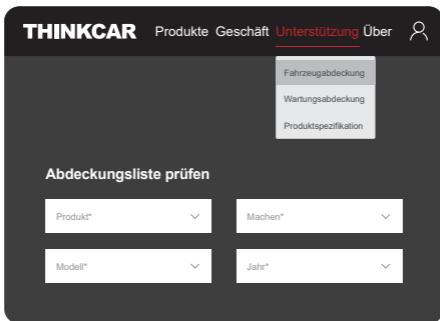 THINKCAR Produkte Geschäft Unterstützung Über
Fahrzeugabdeckung
Wartungsabdeckung
Produktspezifikation
Abdeckungsliste prüfen
Produkt* Machen*
Modell* Jahr*